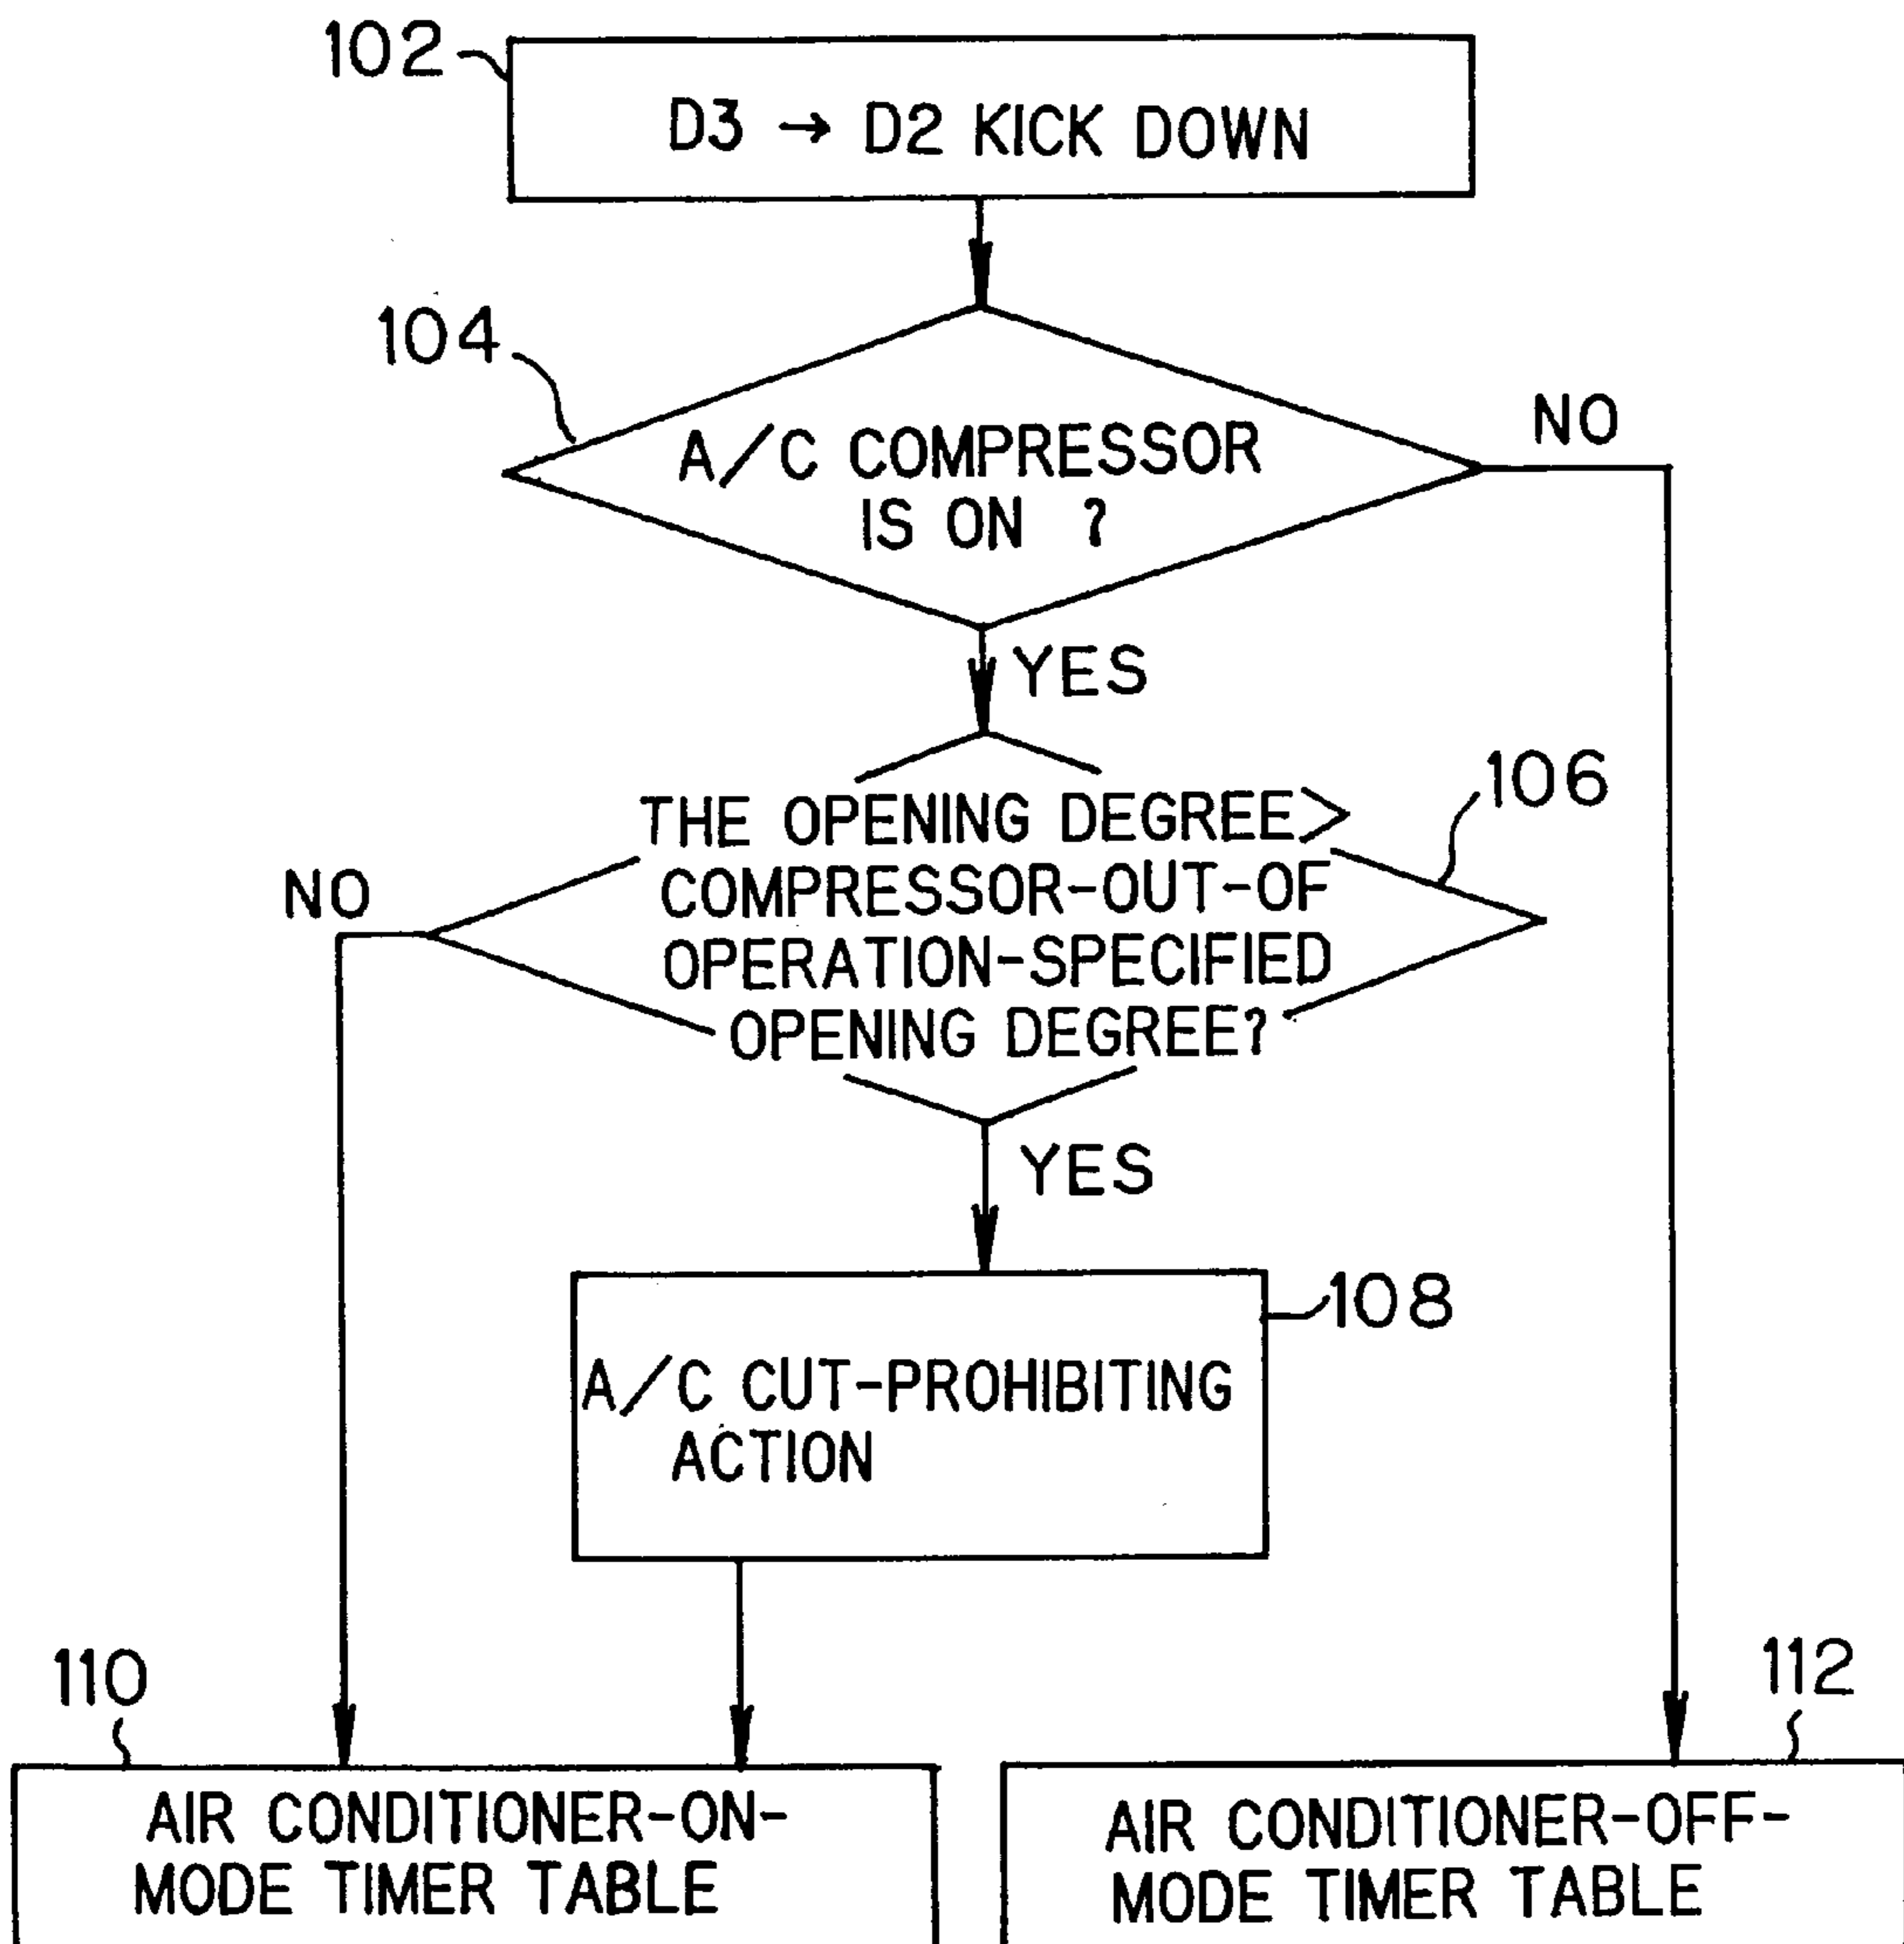 102
D3 → D2 KICK DOWN
104
A/C COMPRESSOR
IS ON ?
NO
YES
106
THE OPENING DEGREE>
COMPRESSOR-OUT-OF
OPERATION-SPECIFIED
OPENING DEGREE?
NO
YES
108
A/C CUT-PROHIBITING
ACTION
110
AIR CONDITIONER-ON-
MODE TIMER TABLE
112
AIR CONDITIONER-OFF-
MODE TIMER TABLE